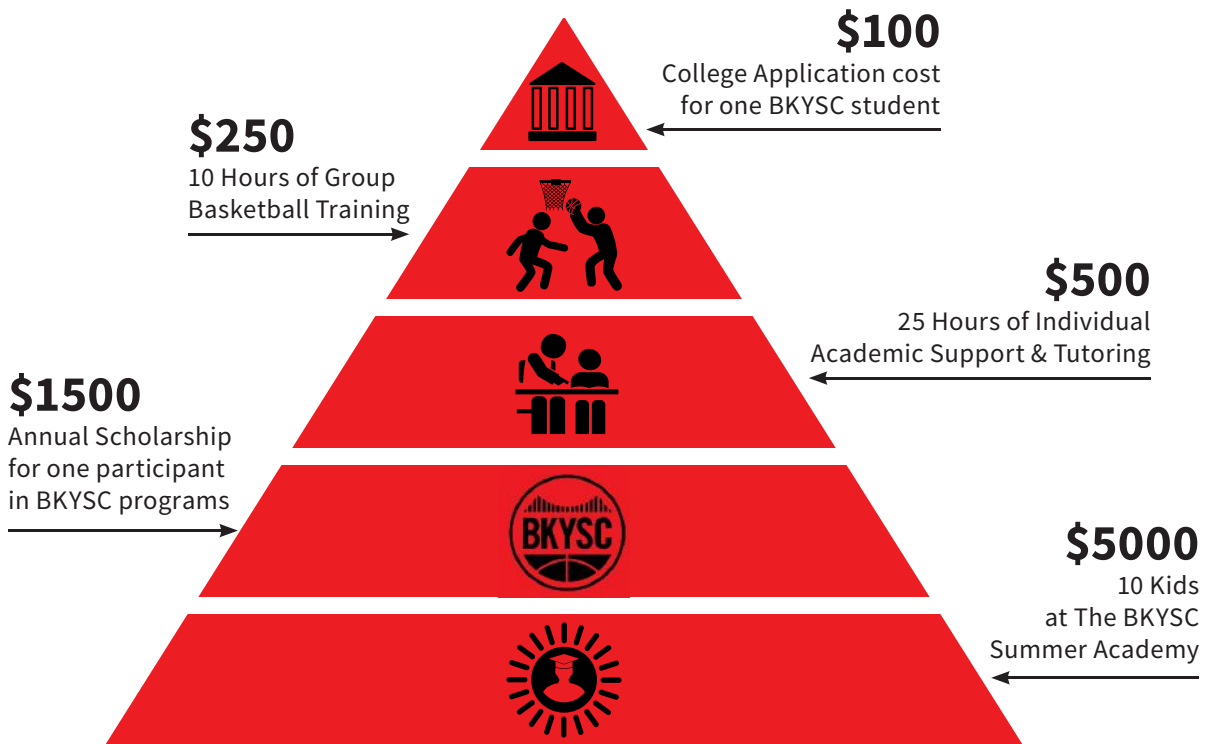 $100
College Application cost
for one BKYSC student
$250
10 Hours of Group
Basketball Training
$500
25 Hours of Individual
Academic Support & Tutoring
$1500
Annual Scholarship
for one participant
in BKYSC programs
BKYSC
$5000
10 Kids
at The BKYSC
Summer Academy